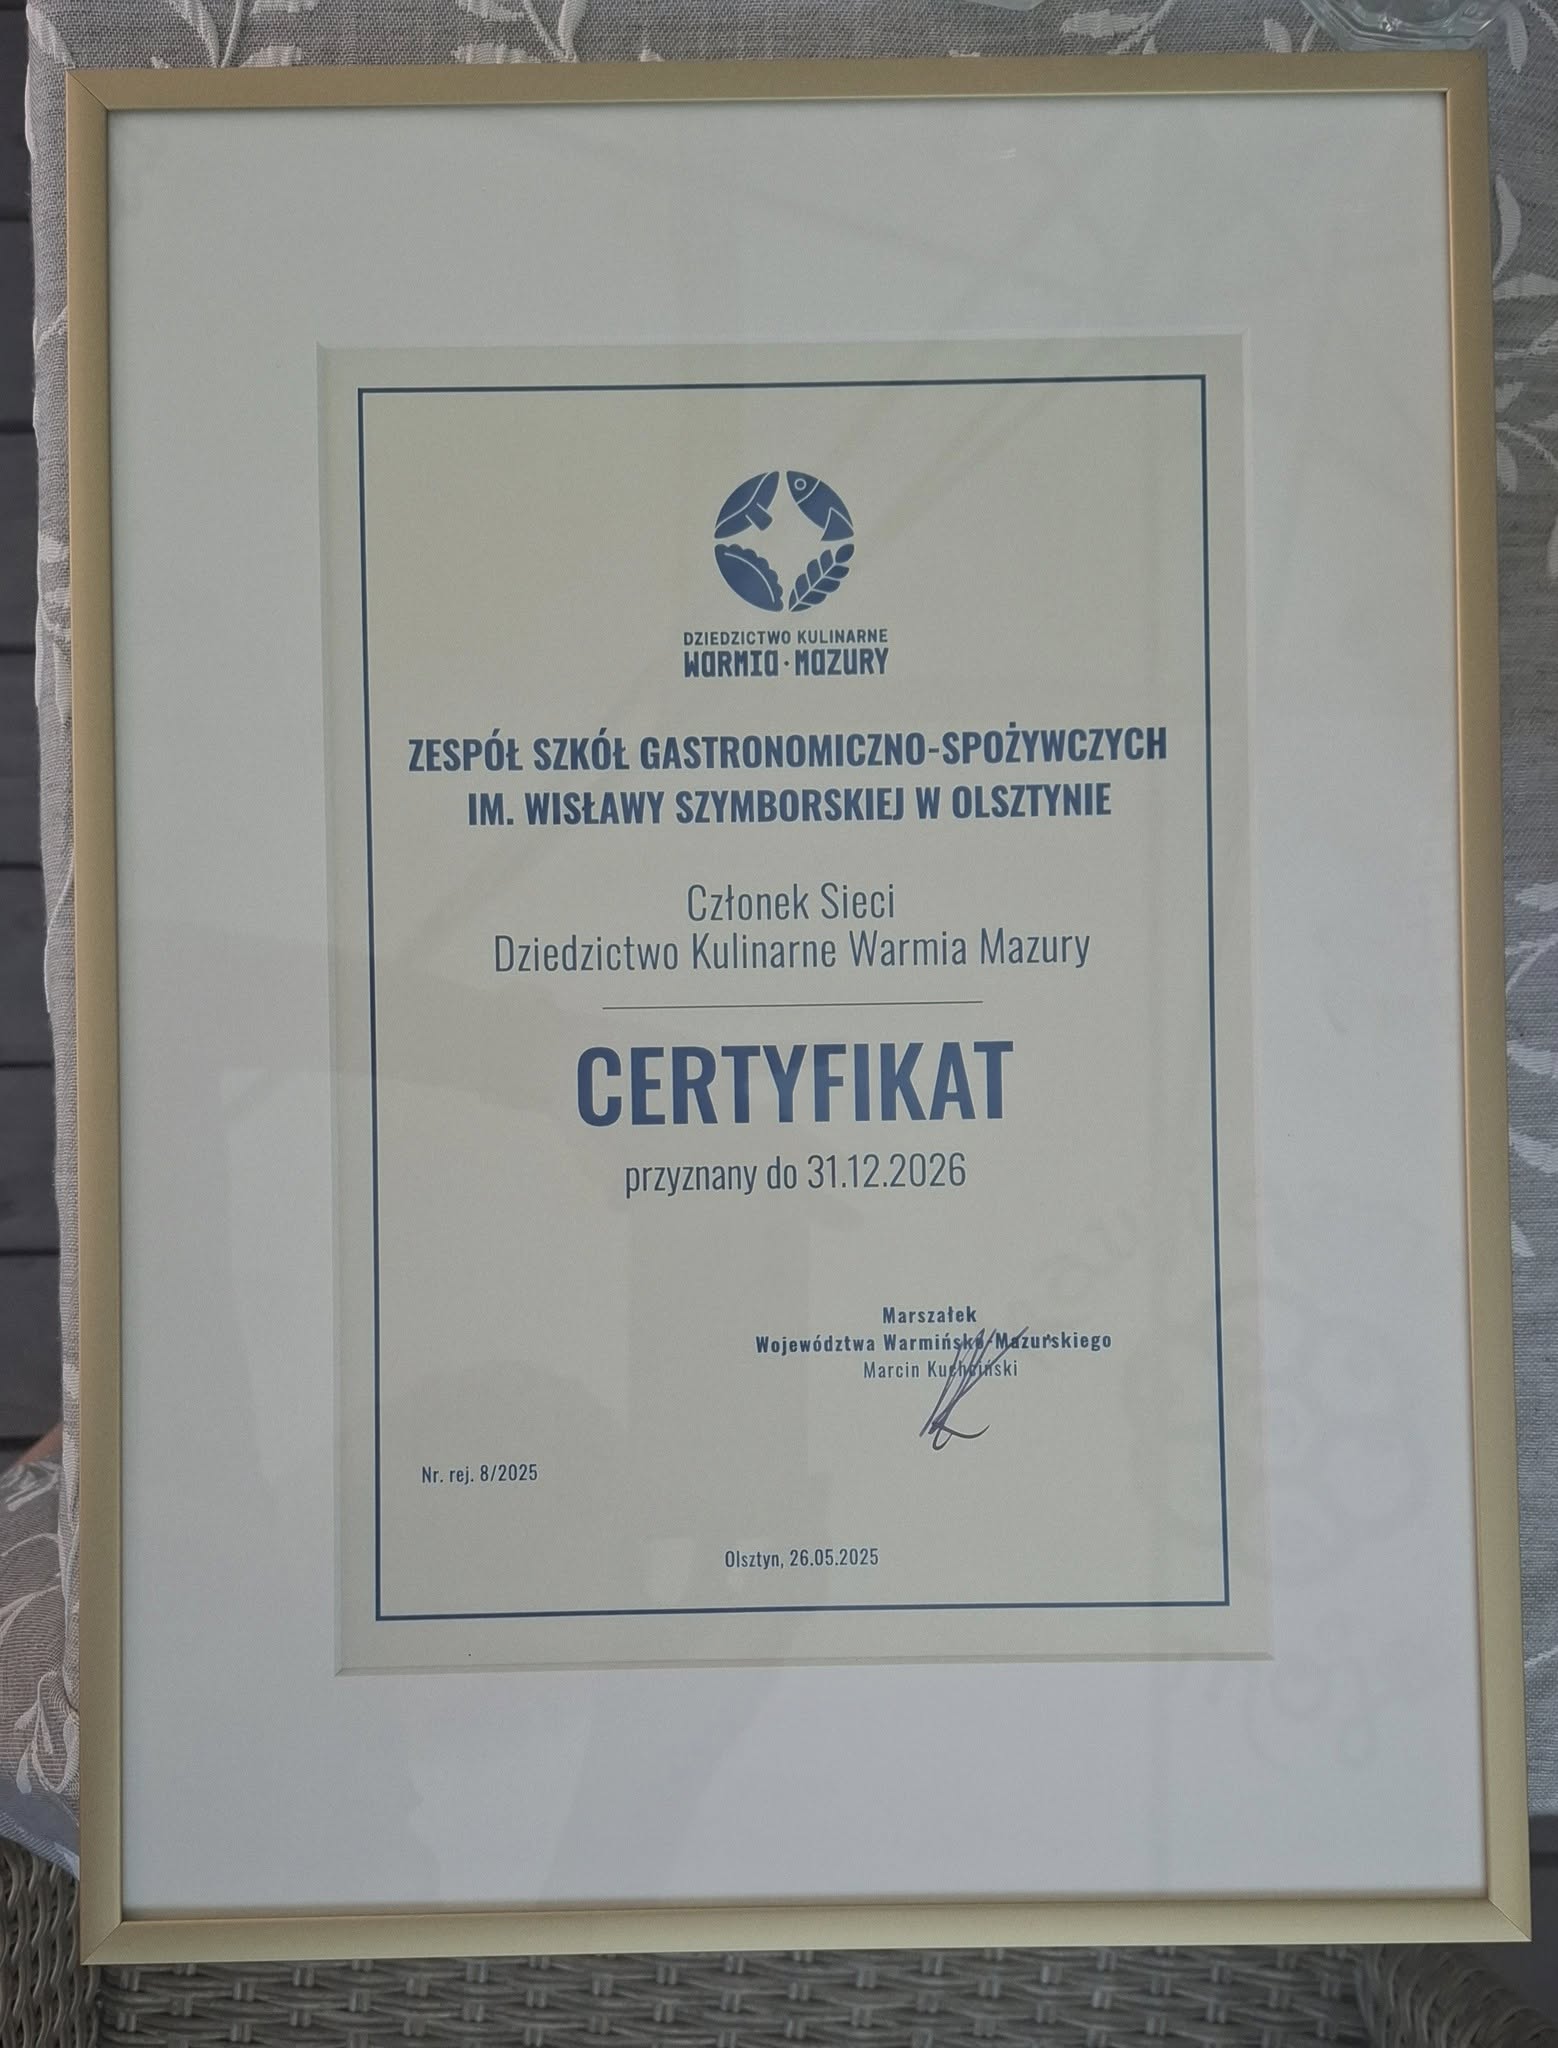 DZIEDZICTWO KULINARNE
WARMIA · MAZURY
ZESPÓŁ SZKÓŁ GASTRONOMICZNO-SPOŻYWCZYCH
IM. WISŁAWY SZYMBORSKIEJ W OLSZTYNIE
Członek Sieci
Dziedzictwo Kulinarne Warmia Mazury
CERTYFIKAT
przyznany do 31.12.2026
Marszałek
Województwa Warmińsko-Mazurskiego
Marcin Kuchciński
Nr. rej. 8/2025
Olsztyn, 26.05.2025